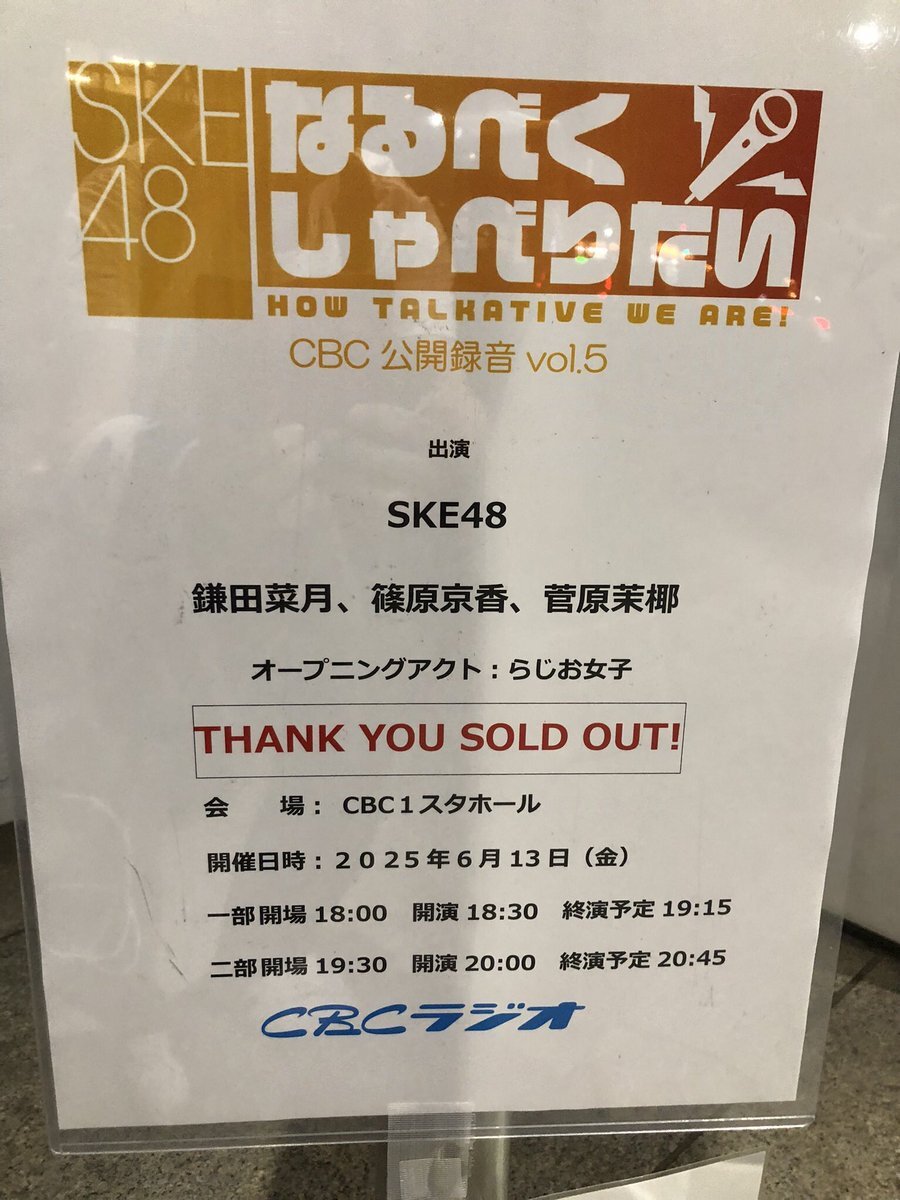 SKE48
なるべく
しゃべりたい
HOW TALKATIVE WE ARE!
CBC 公開録音 vol.5
出演
SKE48
鎌田菜月、篠原京香、菅原茉椰
オープニングアクト：らじお女子
THANK YOU SOLD OUT!
会　　場： CBC１スタホール
開催日時：２０２５年６月１３日（金）
一部開場 18:00　開演 18:30　終演予定 19:15
二部開場 19:30　開演 20:00　終演予定 20:45
CBCラジオ